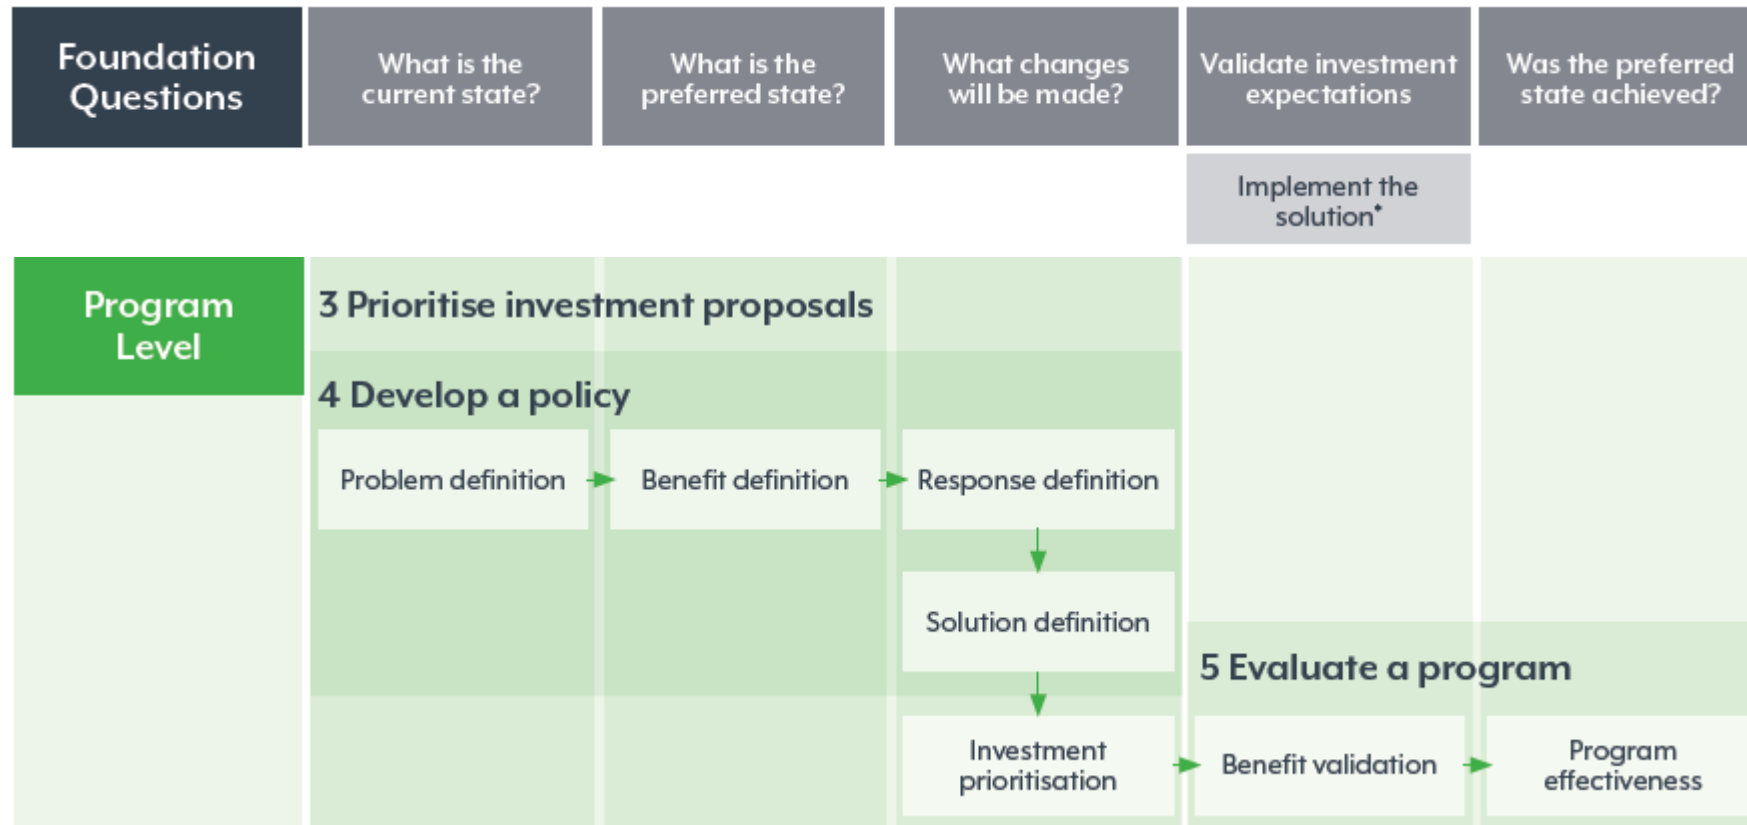 Foundation
Questions
What is the
current state?
What is the
preferred state?
What changes
will be made?
Validate investment
expectations
Was the preferred
state achieved?
Implement the
solution*
Program
Level
3 Prioritise investment proposals
4 Develop a policy
Problem definition
Benefit definition
Response definition
Solution definition
5 Evaluate a program
Investment
prioritisation
Benefit validation
Program
effectiveness